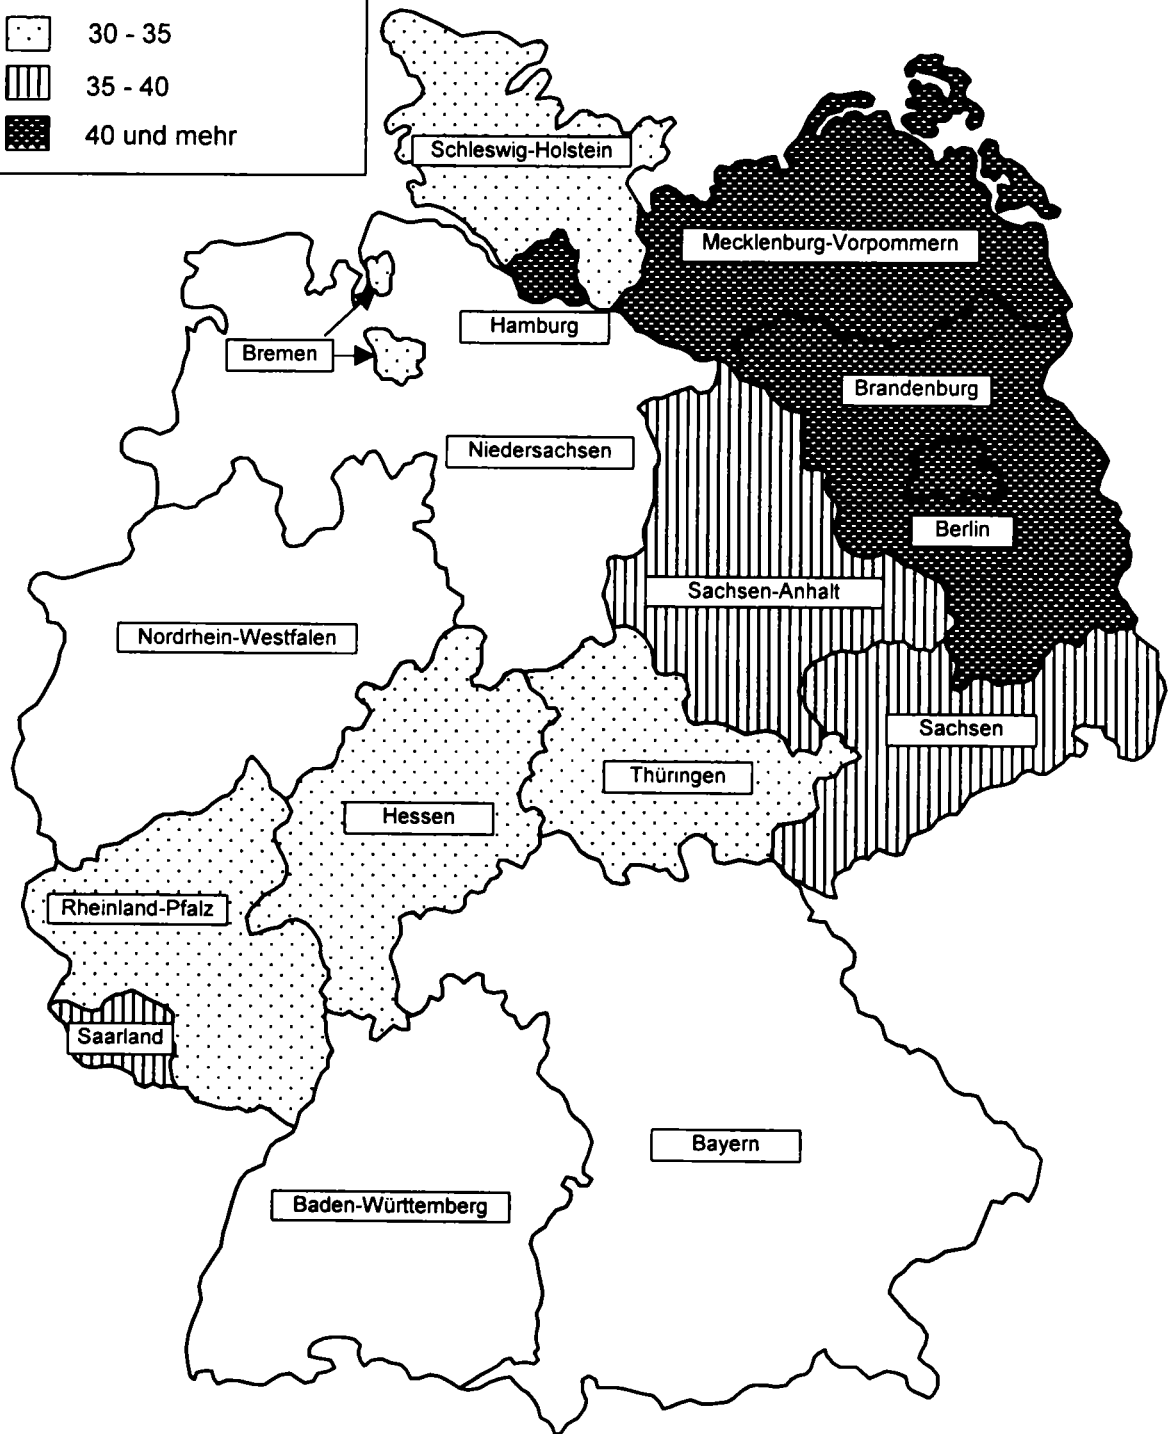 30 - 35
35 - 40
40 und mehr
Schleswig-Holstein
Mecklenburg-Vorpommern
Hamburg
Bremen
Brandenburg
Niedersachsen
Berlin
Sachsen-Anhalt
Nordrhein-Westfalen
Sachsen
Thüringen
Hessen
Rheinland-Pfalz
Saarland
Bayern
Baden-Württemberg